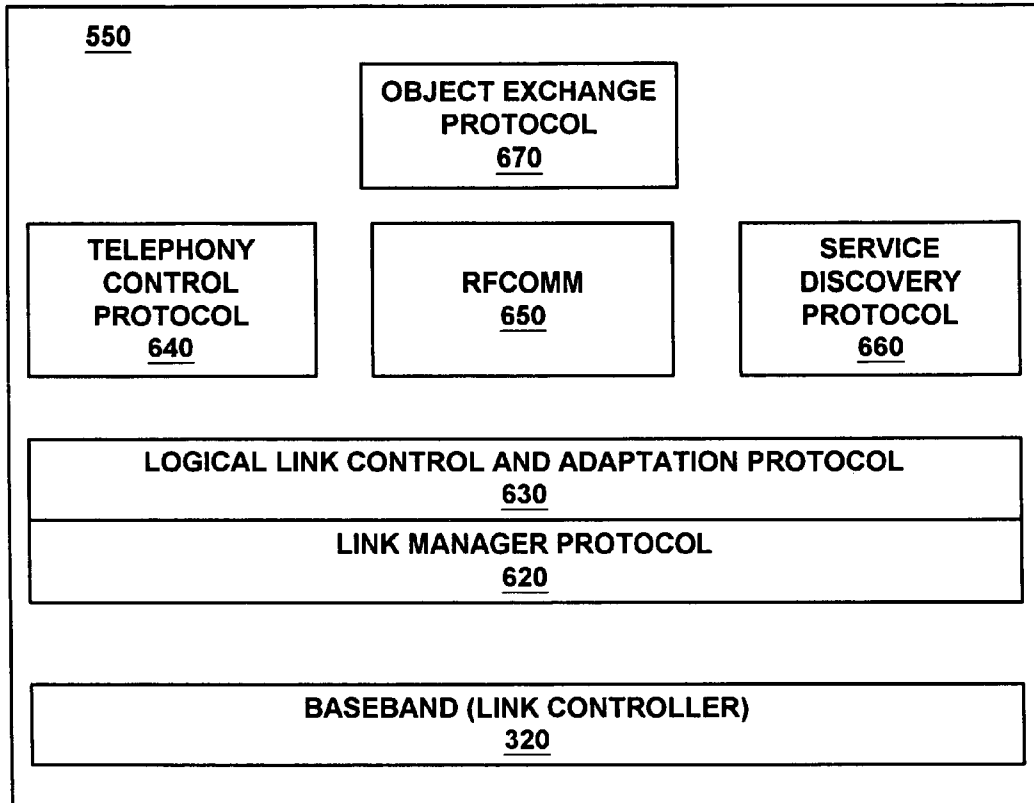 550
OBJECT EXCHANGE
PROTOCOL
670
TELEPHONY
CONTROL
PROTOCOL
640
RFCOMM
650
SERVICE
DISCOVERY
PROTOCOL
660
LOGICAL LINK CONTROL AND ADAPTATION PROTOCOL
630
LINK MANAGER PROTOCOL
620
BASEBAND (LINK CONTROLLER)
320